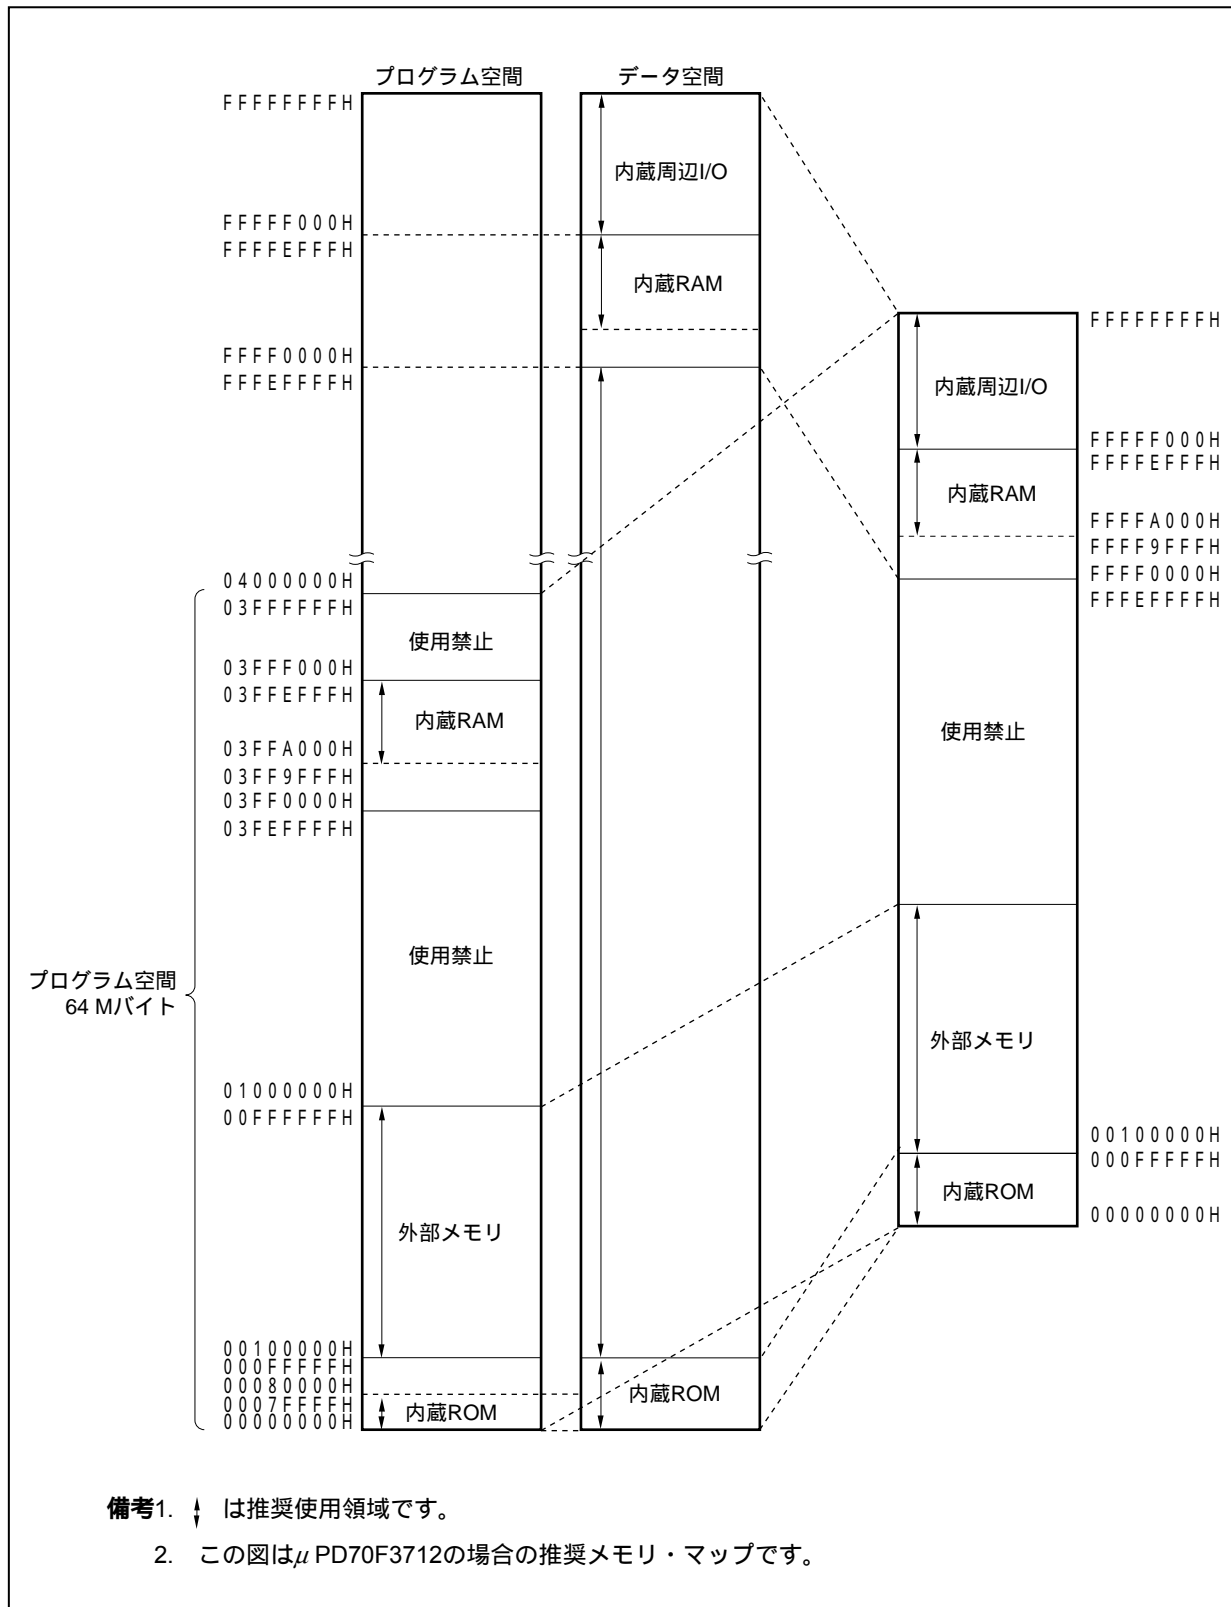 プログラム空間
データ空間
FFFFFFFFH
内蔵周辺I/O
FFFFF000H
FFFFEFFFH
内蔵RAM
FFFF0000H
FFFEFFFFH
04000000H
03FFFFFFH
使用禁止
03FFF000H
03FFEFFFH
内蔵RAM
03FFA000H
03FF9FFFH
03FF0000H
03FEFFFFH
使用禁止
プログラム空間
64 Mバイト
01000000H
00FFFFFFH
外部メモリ
00100000H
000FFFFFH
00080000H
0007FFFFH
00000000H
内蔵ROM
内蔵ROM
FFFFFFFFH
内蔵周辺I/O
FFFFF000H
FFFFEFFFH
内蔵RAM
FFFFA000H
FFFF9FFFH
FFFF0000H
FFFEFFFFH
使用禁止
外部メモリ
00100000H
000FFFFFH
内蔵ROM
00000000H
備考1. ↕ は推奨使用領域です。
2. この図はμPD70F3712の場合の推奨メモリ・マップです。